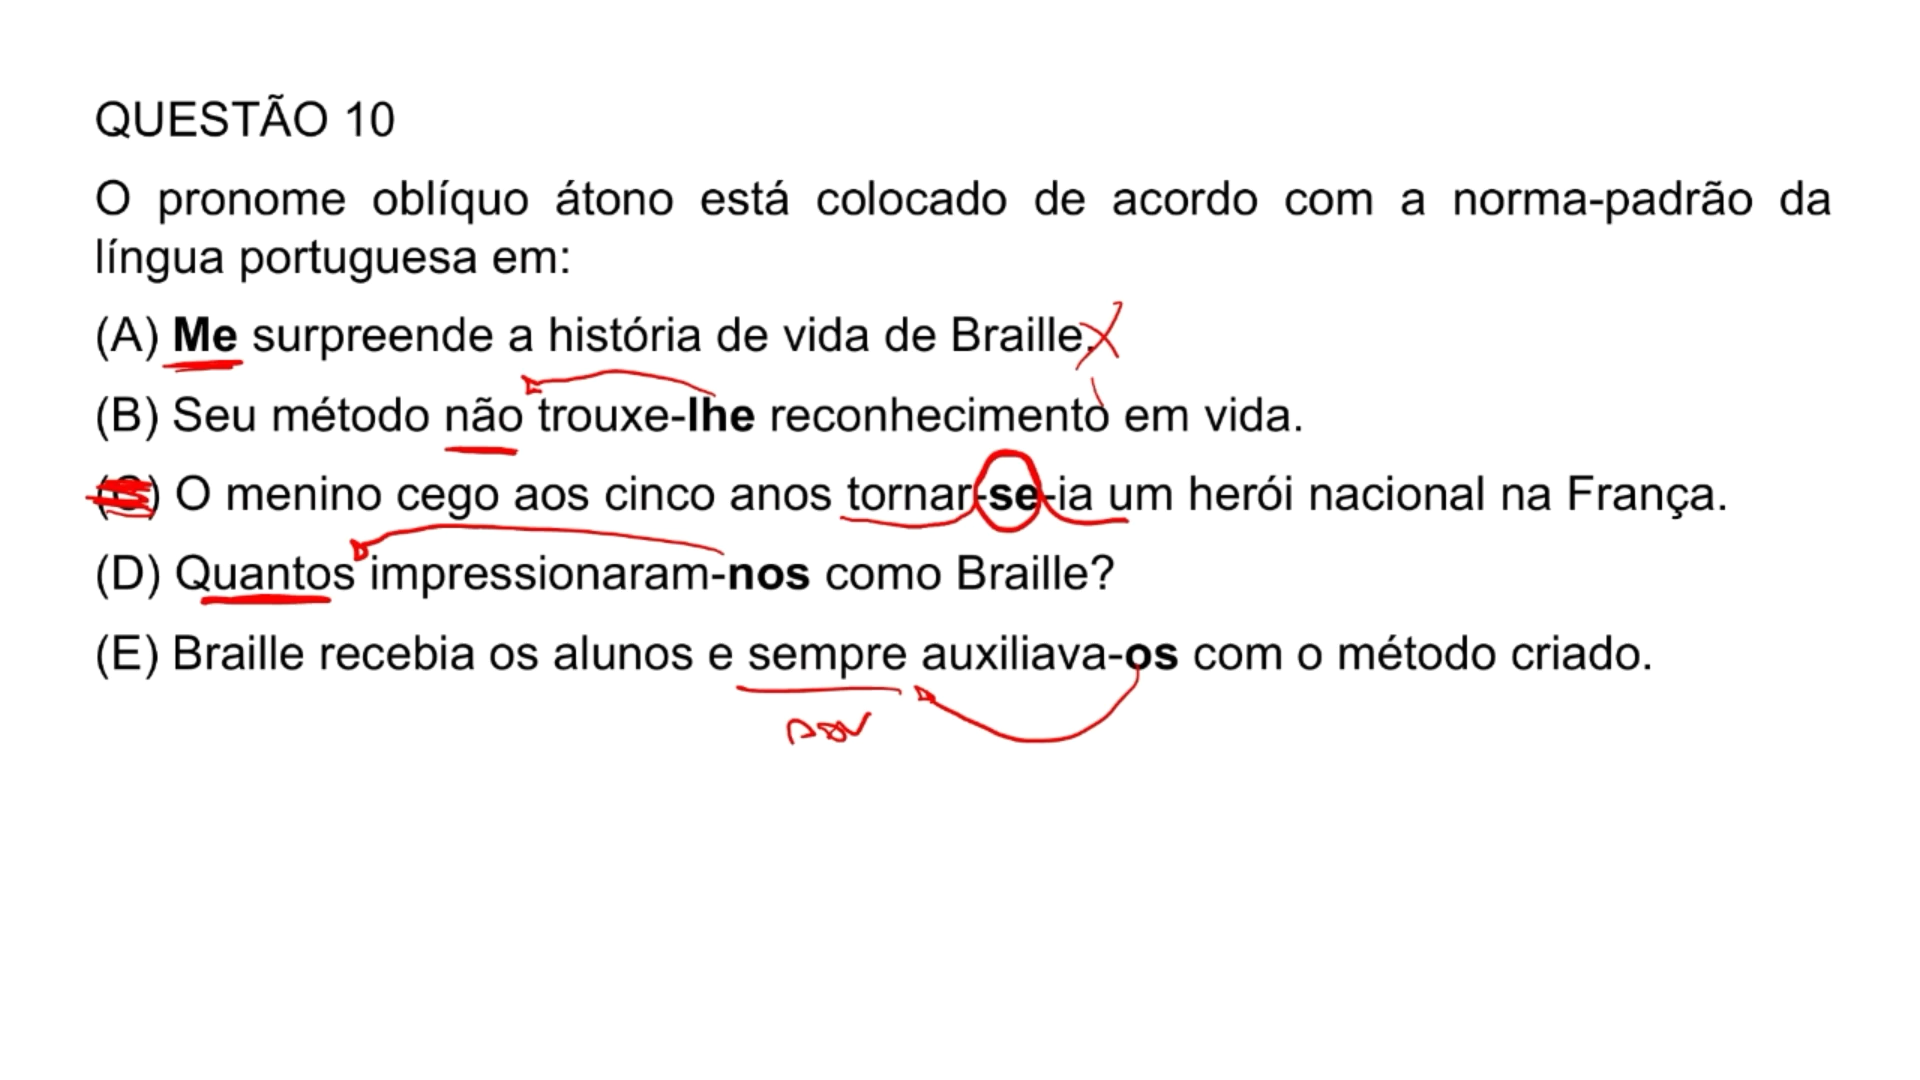 QUESTÃO 10
O pronome oblíquo átono está colocado de acordo com a norma-padrão da
língua portuguesa em:
(A) Me surpreende a história de vida de Braille.
(B) Seu método não trouxe-lhe reconhecimento em vida.
(C) O menino cego aos cinco anos tornar-se-ia um herói nacional na França.
(D) Quantos impressionaram-nos como Braille?
(E) Braille recebia os alunos e sempre auxiliava-os com o método criado.